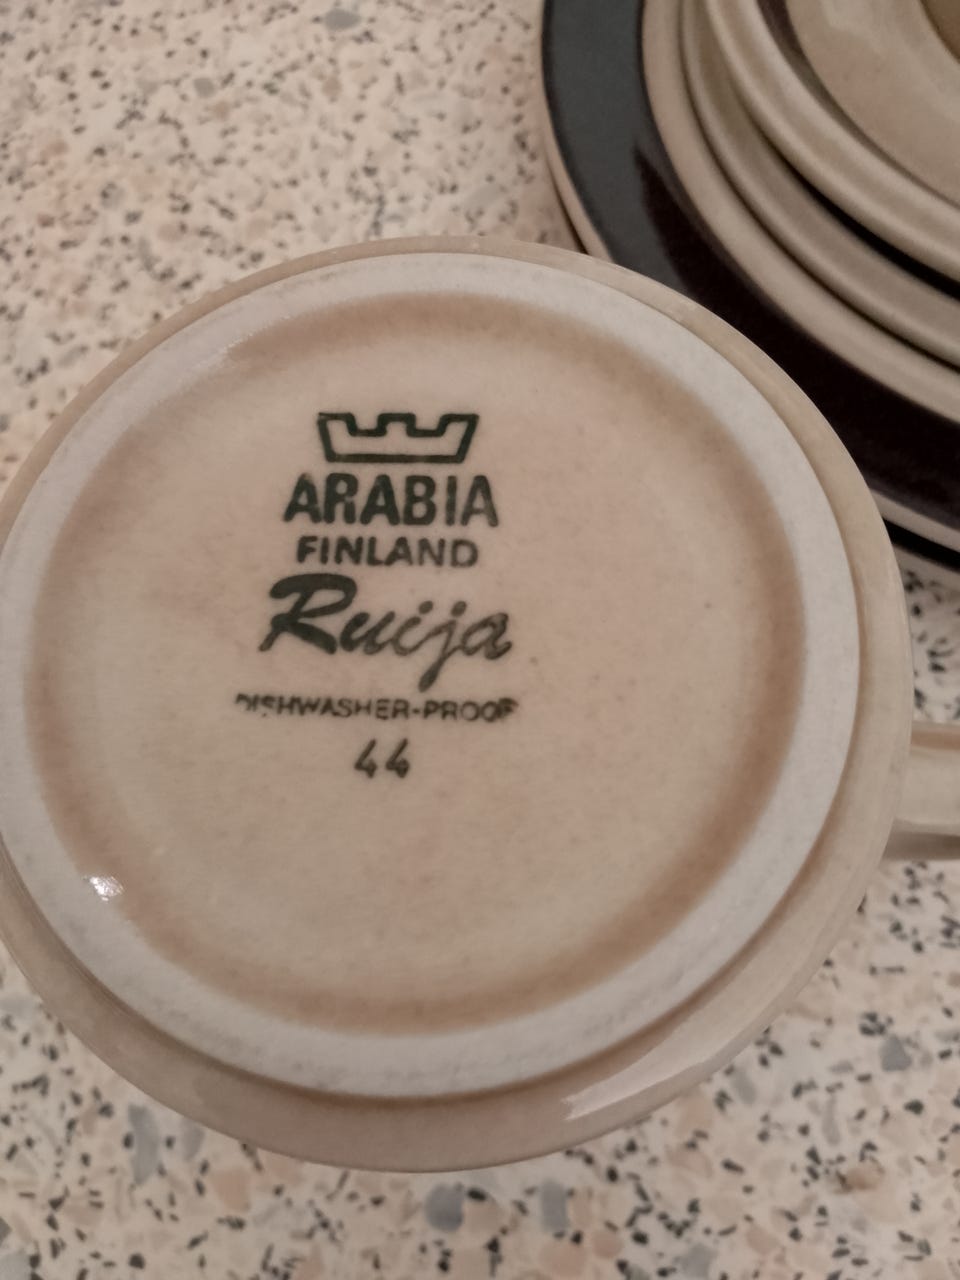 ARABIA
FINLAND
Ruija
DISHWASHER-PROOF
44